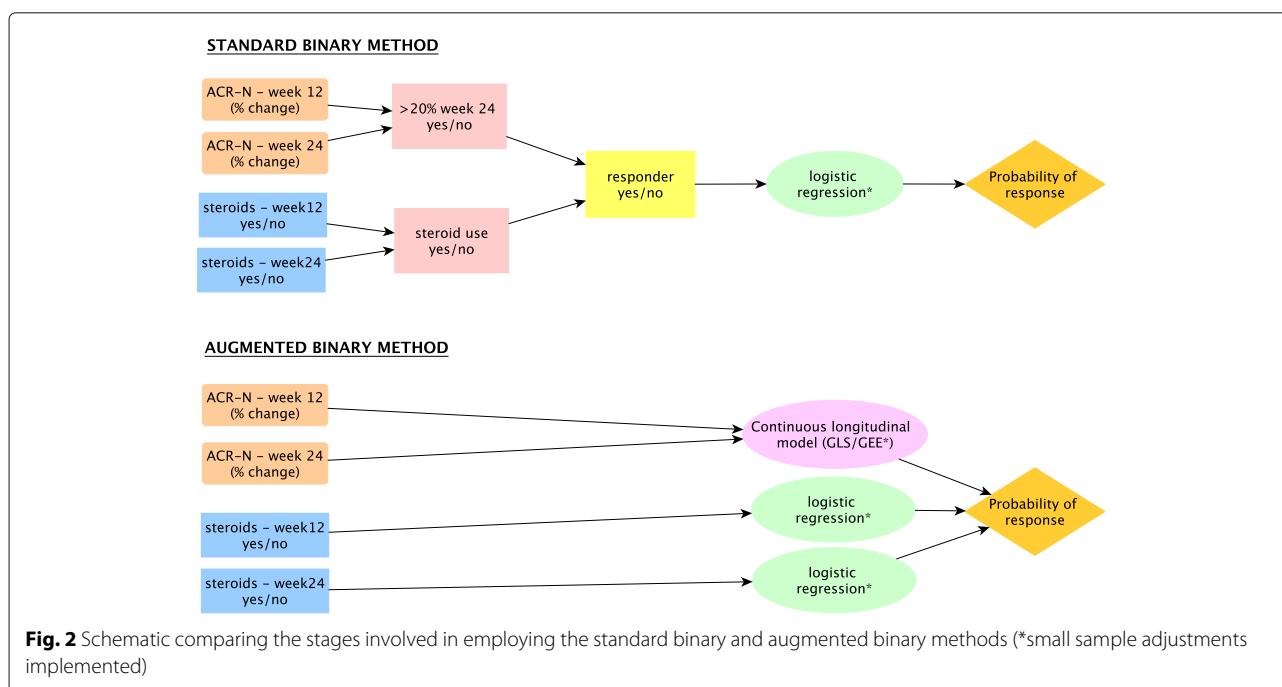 STANDARD BINARY METHOD
ACR-N - week 12
(% change)
ACR-N - week 24
(% change)
>20% week 24
yes/no
steroids - week12
yes/no
steroids - week24
yes/no
steroid use
yes/no
responder
yes/no
logistic
regression*
Probability of
response
AUGMENTED BINARY METHOD
ACR-N - week 12
(% change)
ACR-N - week 24
(% change)
steroids - week12
yes/no
steroids - week24
yes/no
Continuous longitudinal
model (GLS/GEE*)
logistic
regression*
logistic
regression*
Probability of
response
Fig. 2 Schematic comparing the stages involved in employing the standard binary and augmented binary methods (*small sample adjustments
implemented)